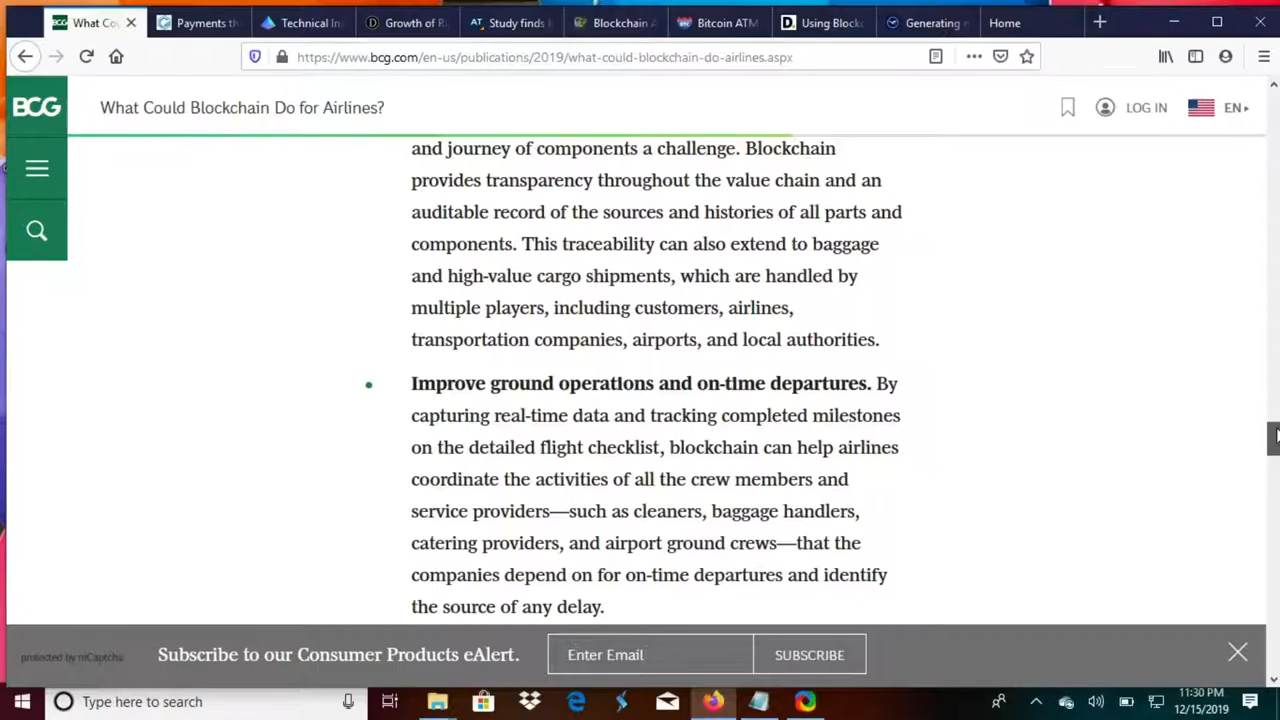 What Co
Payments th
Technical In
Growth of R
Study finds
Blockchain A
Bitcoin ATM
Using Block
Generating
Home
https://www.bcg.com/en-us/publications/2019/what-could-blockchain-do-airlines.aspx
BCG
What Could Blockchain Do for Airlines?
LOG IN
EN
and journey of components a challenge. Blockchain
provides transparency throughout the value chain and an
auditable record of the sources and histories of all parts and
components. This traceability can also extend to baggage
and high-value cargo shipments, which are handled by
multiple players, including customers, airlines,
transportation companies, airports, and local authorities.
• Improve ground operations and on-time departures. By
capturing real-time data and tracking completed milestones
on the detailed flight checklist, blockchain can help airlines
coordinate the activities of all the crew members and
service providers—such as cleaners, baggage handlers,
catering providers, and airport ground crews—that the
companies depend on for on-time departures and identify
the source of any delay.
protected by reCaptcha
Subscribe to our Consumer Products eAlert.
Enter Email
SUBSCRIBE
Type here to search
11:30 PM
12/15/2019